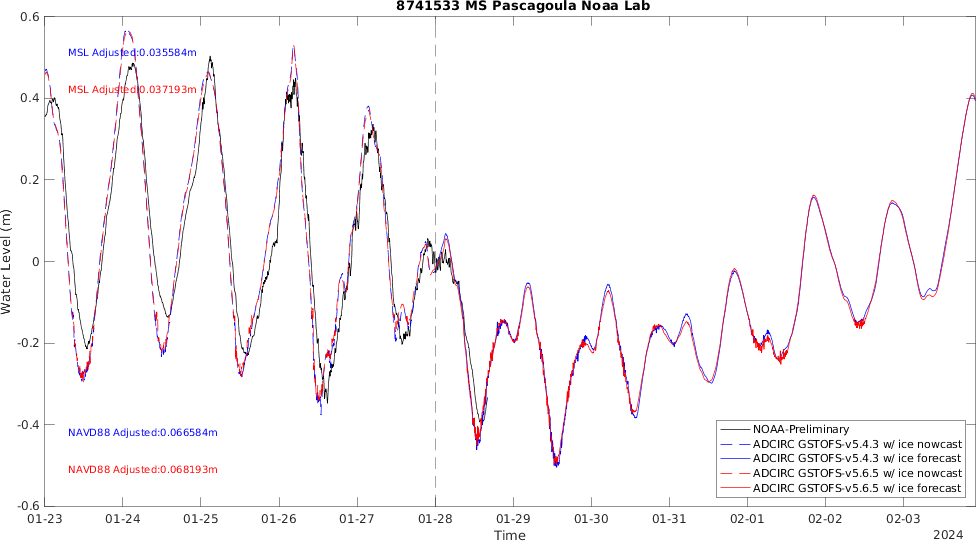 8741533 MS Pascagoula Noaa Lab
0.6
MSL Adjusted:0.035584m
MSL Adjusted:0.037193m
0.4
0.2
Water Level (m)
0
-0.2
-0.4
NAVD88 Adjusted:0.066584m
NAVD88 Adjusted:0.068193m
NOAA-Preliminary
ADCIRC GSTOFS-v5.4.3 w/ ice nowcast
ADCIRC GSTOFS-v5.4.3 w/ ice forecast
ADCIRC GSTOFS-v5.6.5 w/ ice nowcast
ADCIRC GSTOFS-v5.6.5 w/ ice forecast
-0.6
01-23 01-24 01-25 01-26 01-27 01-28 01-29 01-30 01-31 02-01 02-02 02-03
Time
2024